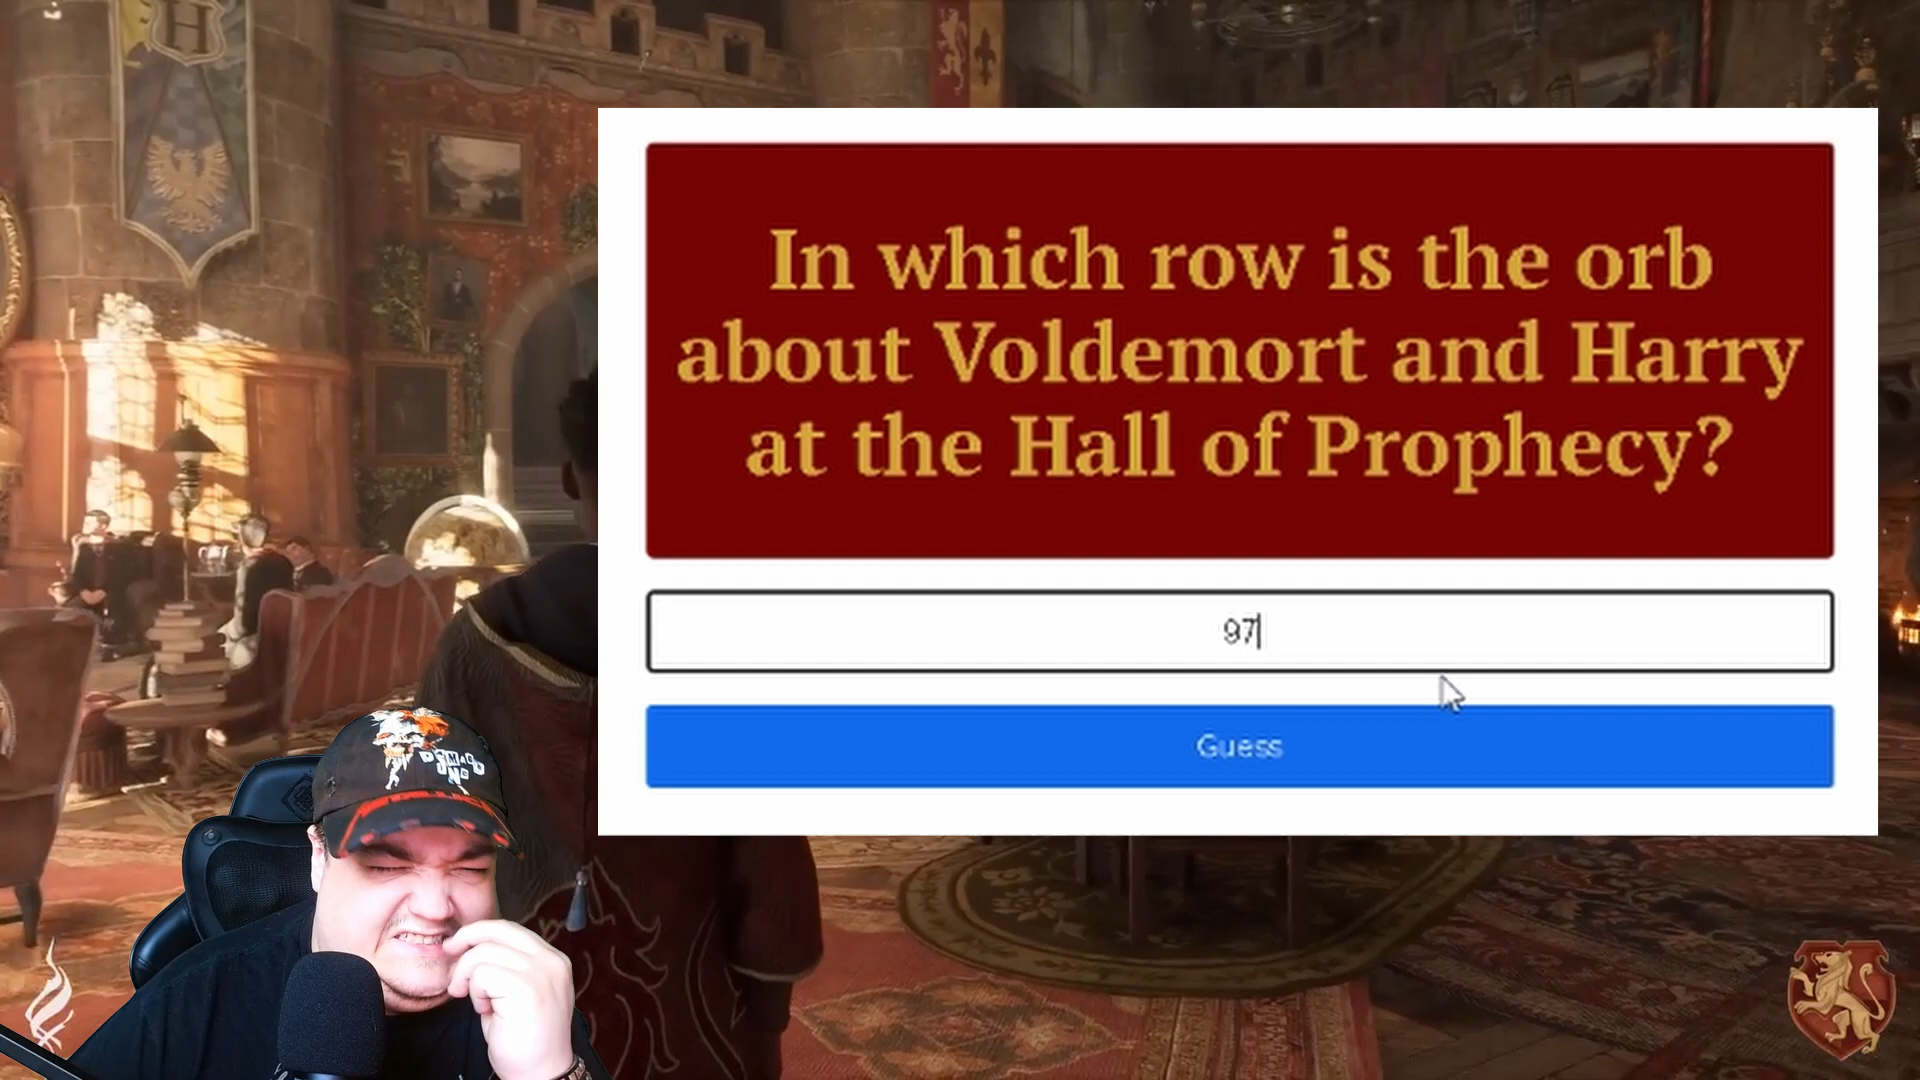 H
In which row is the orb
about Voldemort and Harry
at the Hall of Prophecy?
97
Guess